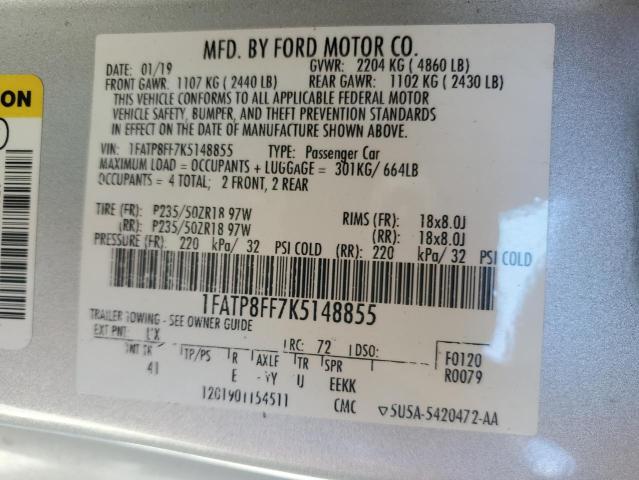 ON
MFD. BY FORD MOTOR CO.
DATE: 01/19 GVWR: 2204 KG ( 4860 LB)
FRONT GAWR: 1107 KG ( 2440 LB) REAR GAWR: 1102 KG ( 2430 LB)
THIS VEHICLE CONFORMS TO ALL APPLICABLE FEDERAL MOTOR
VEHICLE SAFETY, BUMPER, AND THEFT PREVENTION STANDARDS
IN EFFECT ON THE DATE OF MANUFACTURE SHOWN ABOVE.
VIN: 1FATP8FF7K5148855 TYPE: Passenger Car
MAXIMUM LOAD = OCCUPANTS + LUGGAGE = 301KG/ 664LB
OCCUPANTS = 4 TOTAL; 2 FRONT, 2 REAR
TIRE (FR): P235/50ZR18 97W RIMS (FR): 18x8.0J
(RR): P235/50ZR18 97W (RR): 18x8.0J
PRESSURE (FR): 220 kPa/ 32 PSI COLD (RR): 220 kPa/ 32 PSI COLD
1FATP8FF7K5148855
TRAILER TOWING - SEE OWNER GUIDE
EXT PNT: RC: 72 DSO: F0120
INT TR TP/PS R AXLE TR SPR R0079
41 E YY U EEKK
CMC ▽5U5A-5420472-AA